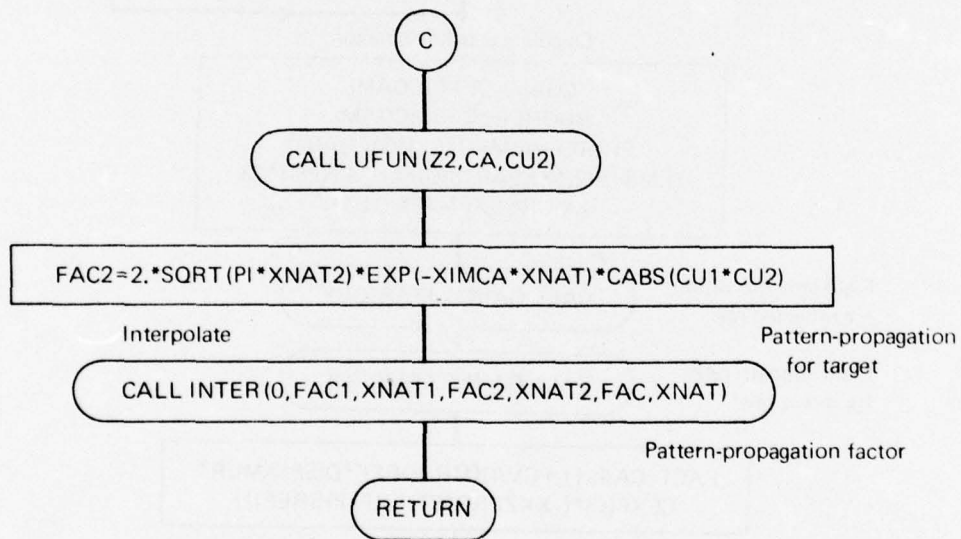 C
CALL UFUN(Z2,CA,CU2)
FAC2=2.*SQRT(PI*XNAT2)*EXP(-XIMCA*XNAT)*CABS(CU1*CU2)
Interpolate
Pattern-propagation
for target
CALL INTER(0,FAC1,XNAT1,FAC2,XNAT2,FAC,XNAT)
Pattern-propagation factor
RETURN